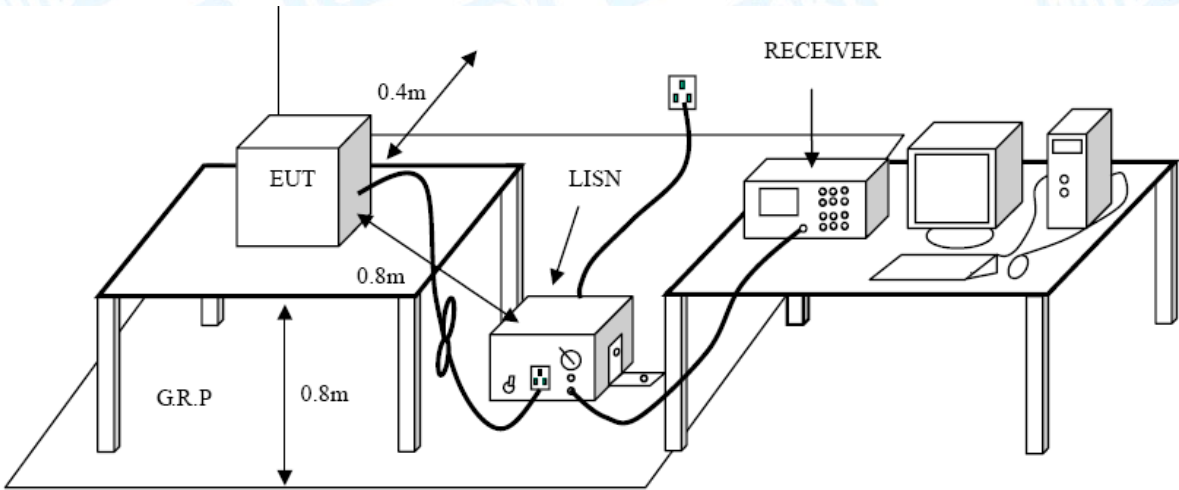 RECEIVER
0.4m
EUT
LISN
0.8m
G.R.P
0.8m